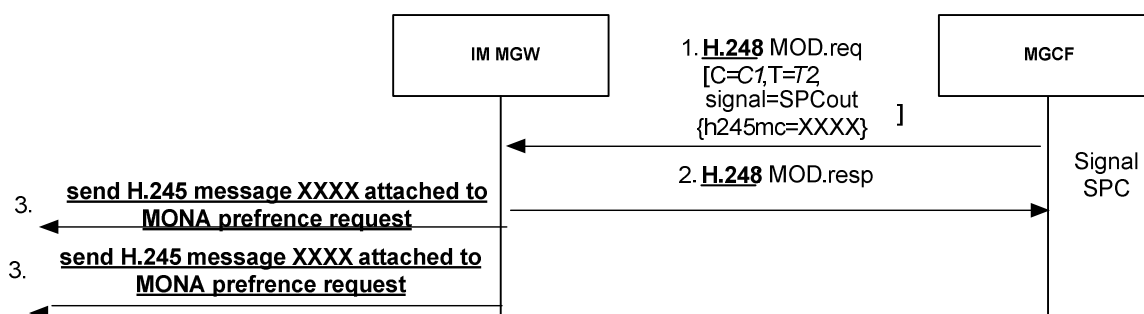 IM MGW
MGCF
1. H.248 MOD.req
[C=C1,T=T2,
signal=SPCout
{h245mc=XXXX}
]
2. H.248 MOD.resp
Signal
SPC
3. send H.245 message XXXX attached to
MONA prefrence request
3. send H.245 message XXXX attached to
MONA prefrence request